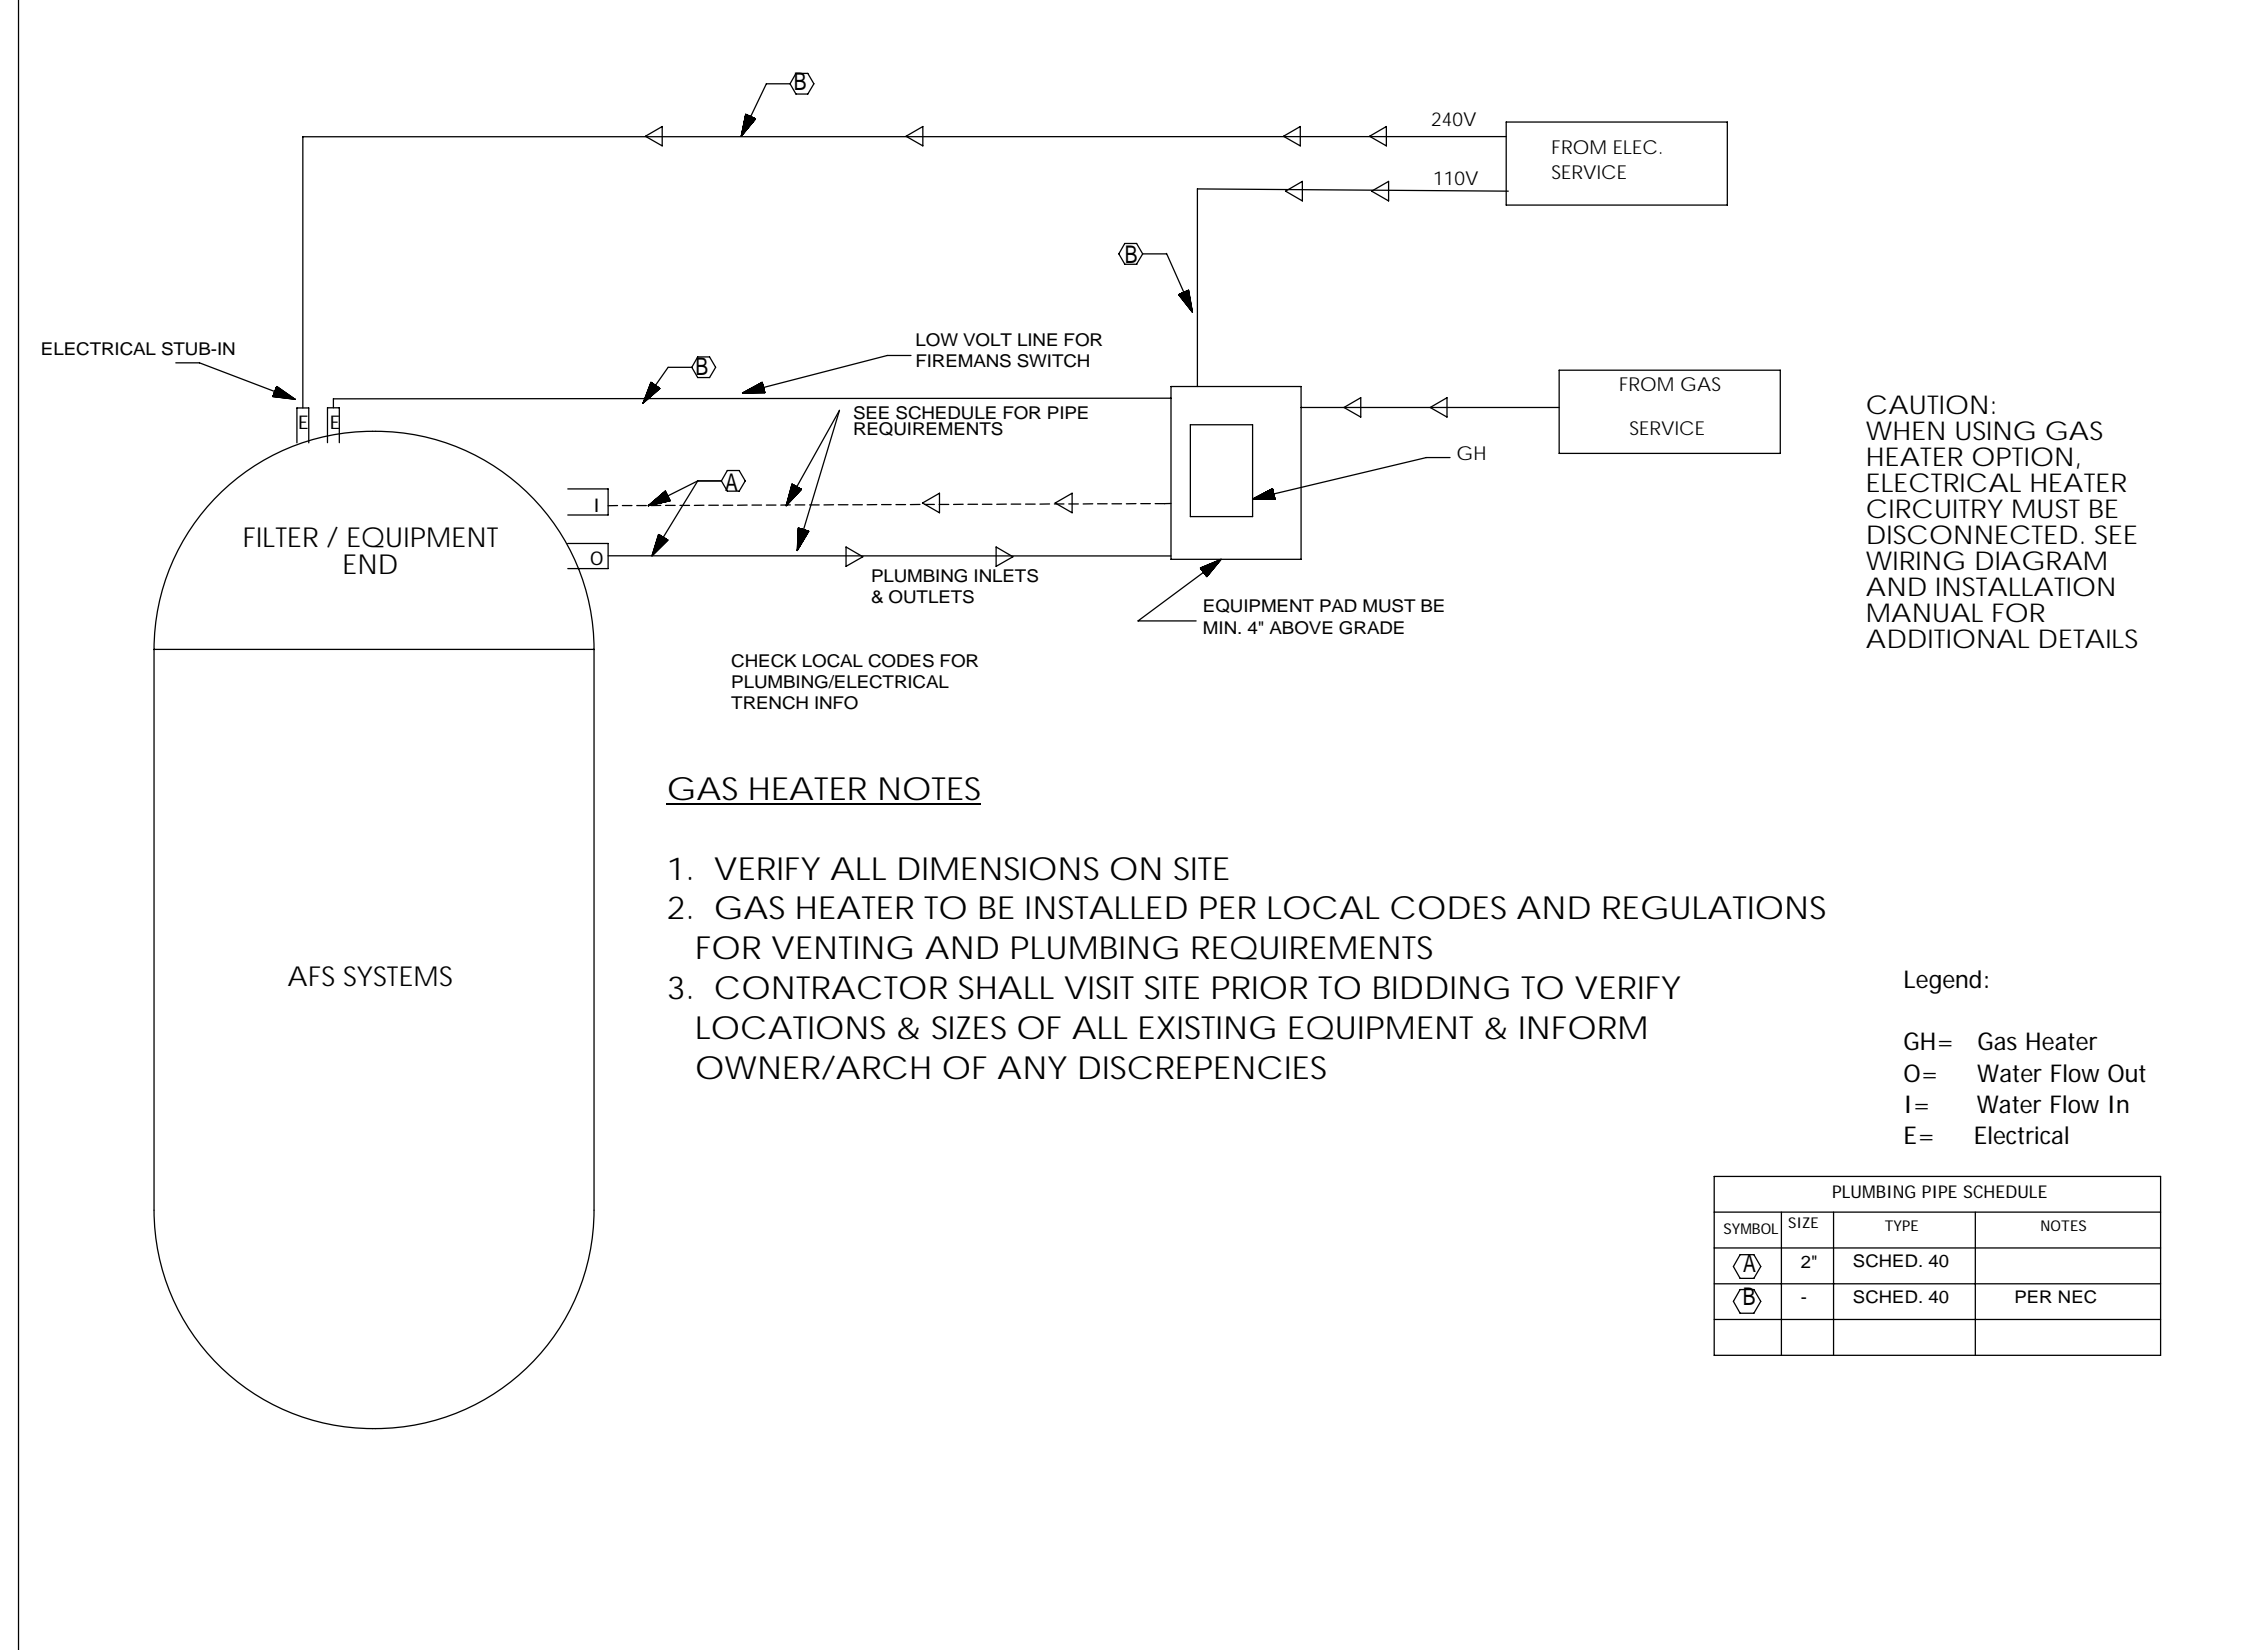 B
240V
FROM ELEC.
SERVICE
110V
B
ELECTRICAL STUB-IN
LOW VOLT LINE FOR
FIREMANS SWITCH
B
FROM GAS
SERVICE
E
E
SEE SCHEDULE FOR PIPE
REQUIREMENTS
GH
A
I
O
FILTER / EQUIPMENT
END
PLUMBING INLETS
& OUTLETS
EQUIPMENT PAD MUST BE
MIN. 4" ABOVE GRADE
CHECK LOCAL CODES FOR
PLUMBING/ELECTRICAL
TRENCH INFO
CAUTION:
WHEN USING GAS
HEATER OPTION,
ELECTRICAL HEATER
CIRCUITRY MUST BE
DISCONNECTED. SEE
WIRING DIAGRAM
AND INSTALLATION
MANUAL FOR
ADDITIONAL DETAILS
AFS SYSTEMS
GAS HEATER NOTES
1. VERIFY ALL DIMENSIONS ON SITE
2. GAS HEATER TO BE INSTALLED PER LOCAL CODES AND REGULATIONS
FOR VENTING AND PLUMBING REQUIREMENTS
3. CONTRACTOR SHALL VISIT SITE PRIOR TO BIDDING TO VERIFY
LOCATIONS & SIZES OF ALL EXISTING EQUIPMENT & INFORM
OWNER/ARCH OF ANY DISCREPENCIES
Legend:
GH= Gas Heater
O= Water Flow Out
I= Water Flow In
E= Electrical
PLUMBING PIPE SCHEDULE
SYMBOL SIZE TYPE NOTES
A 2" SCHED. 40
B - SCHED. 40 PER NEC